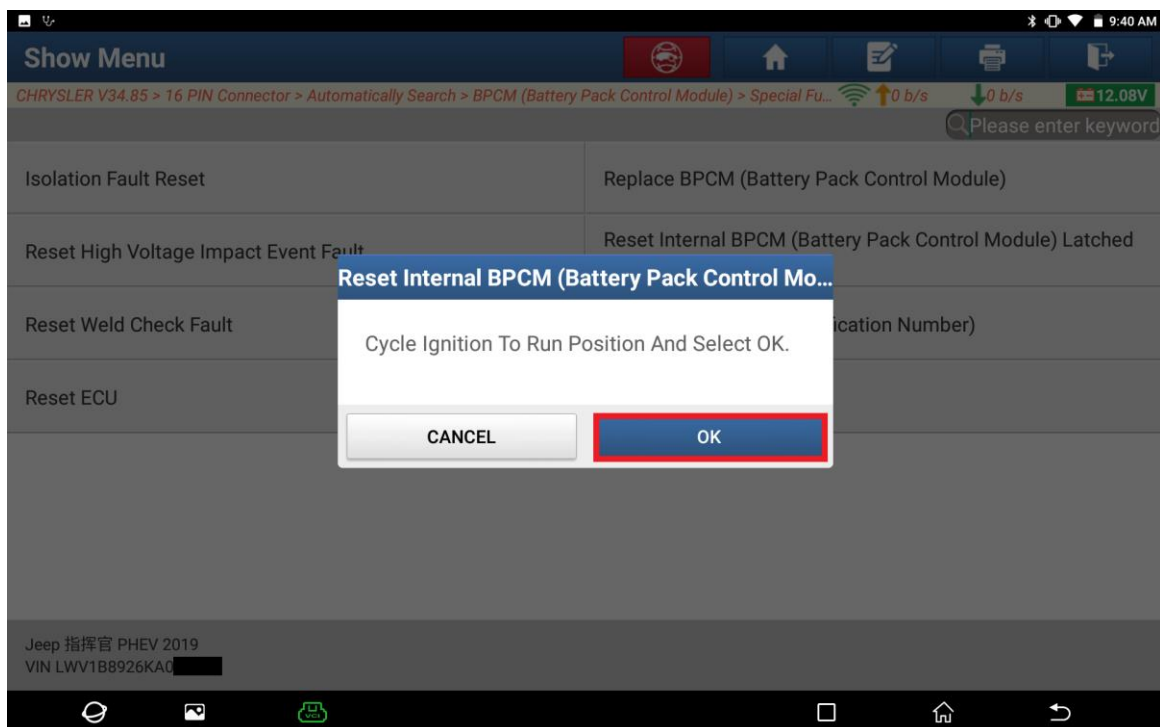 9:40 AM
Show Menu
CHRYSLER V34.85 > 16 PIN Connector > Automatically Search > BPCM (Battery Pack Control Module) > Special Fu...
0 b/s
0 b/s
12.08V
Please enter keyword
Isolation Fault Reset
Replace BPCM (Battery Pack Control Module)
Reset High Voltage Impact Event Fault
Reset Internal BPCM (Battery Pack Control Module) Latched
Reset Internal BPCM (Battery Pack Control Mo...
Reset Weld Check Fault
ication Number)
Cycle Ignition To Run Position And Select OK.
Reset ECU
CANCEL
OK
Jeep 指挥官 PHEV 2019
VIN LWV1B8926KA0
VCI